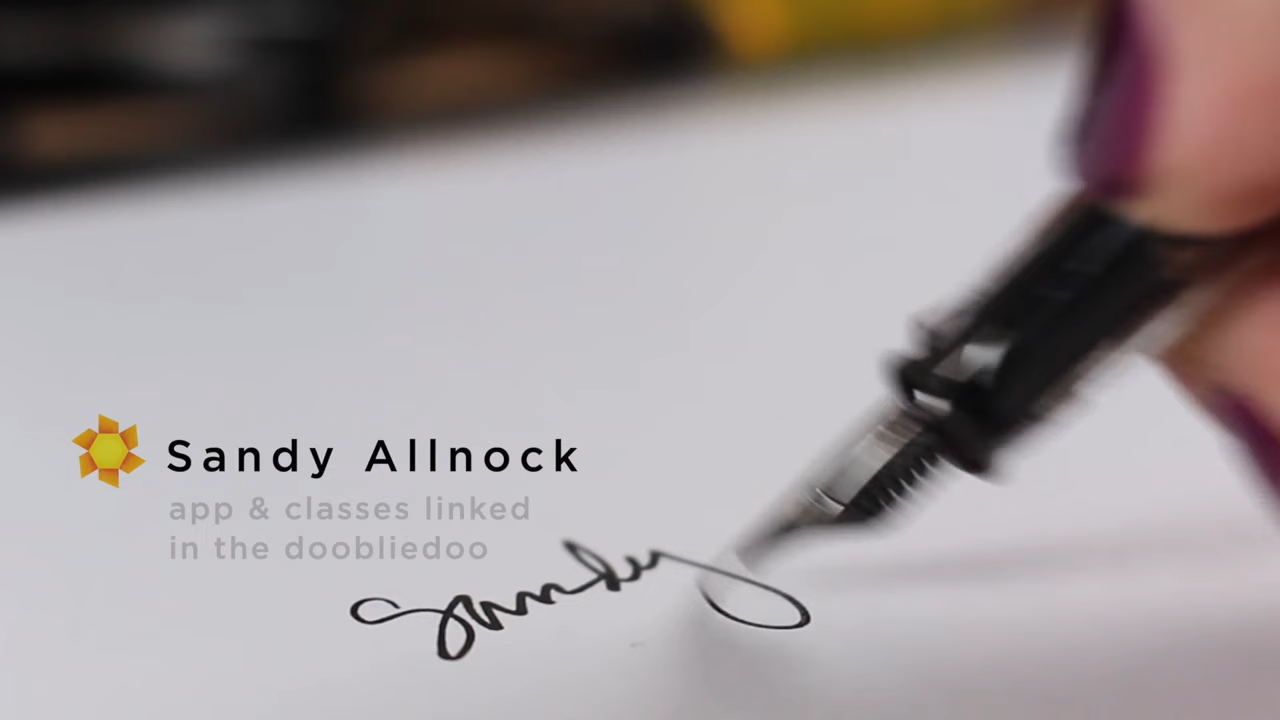 Sandy Allnock
app & classes linked
in the doobliedoo
Sandy